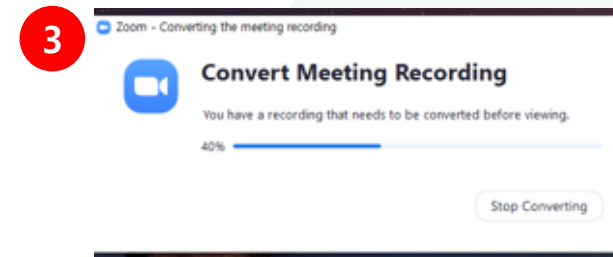 3
Zoom - Converting the meeting recording
Convert Meeting Recording
You have a recording that needs to be converted before viewing.
40%
Stop Converting